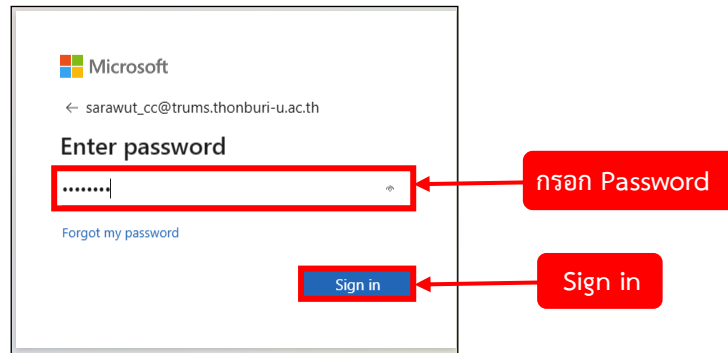 Microsoft
← sarawut_cc@trums.thonburi-u.ac.th
Enter password
••••••••
กรอก Password
Forgot my password
Sign in
Sign in